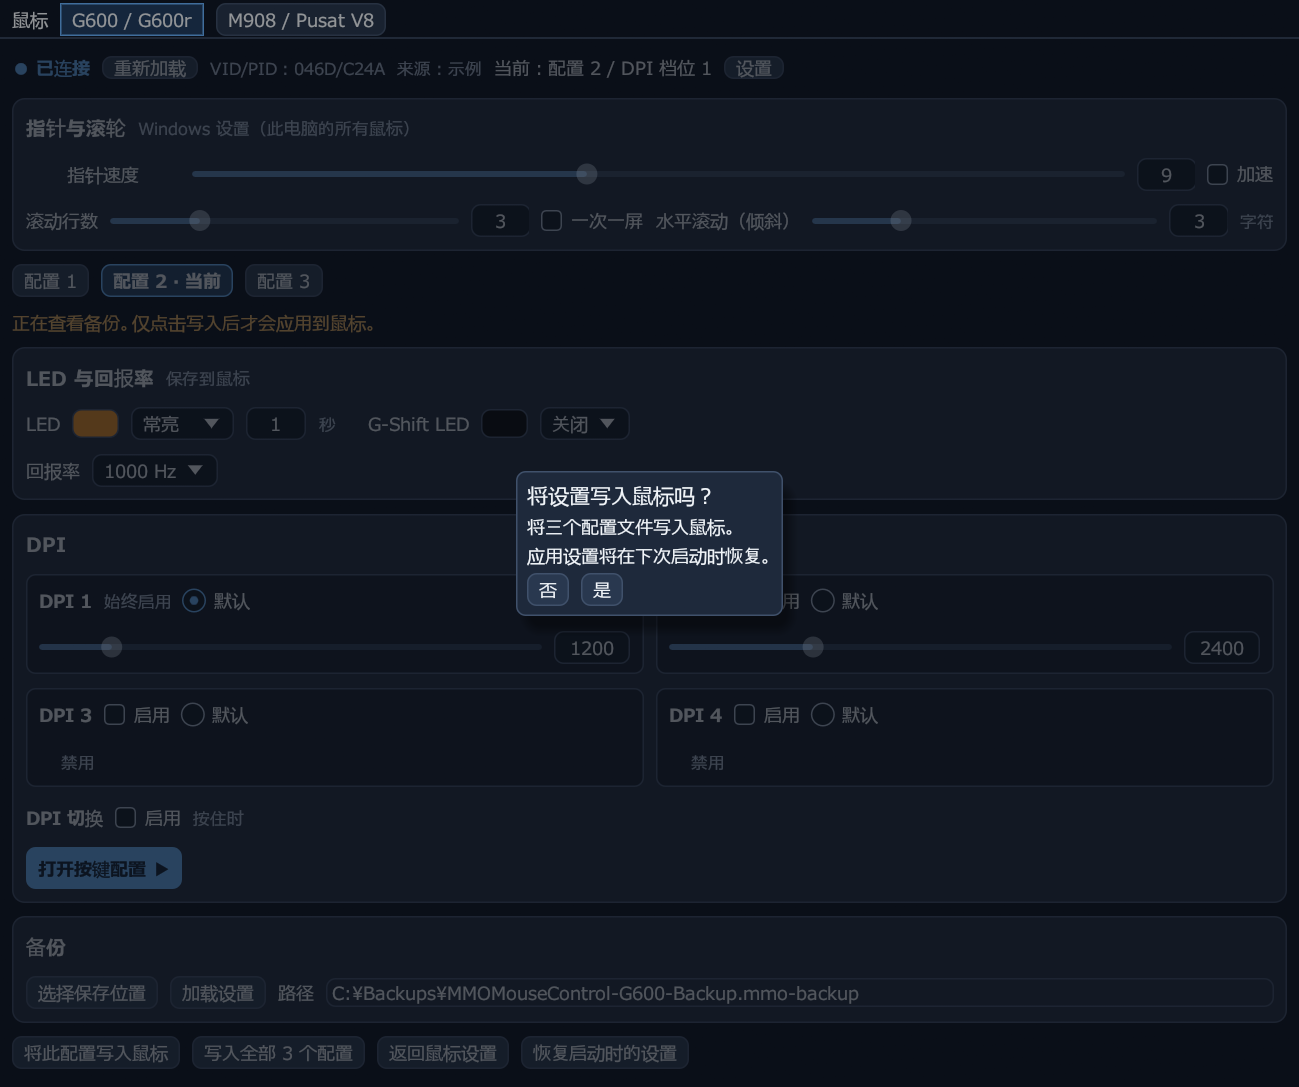 鼠标 G600 / G600r M908 / Pusat V8
已连接 重新加载 VID/PID：046D/C24A 来源：示例 当前：配置 2 / DPI 档位 1 设置
指针与滚轮 Windows 设置（此电脑的所有鼠标）
指针速度 9 加速
滚动行数 3 一次一屏 水平滚动（倾斜） 3 字符
配置 1 配置 2 · 当前 配置 3
正在查看备份。仅点击写入后才会应用到鼠标。
LED 与回报率 保存到鼠标
LED 常亮 ▼ 1 秒 G-Shift LED 关闭 ▼
回报率 1000 Hz ▼
将设置写入鼠标吗？
将三个配置文件写入鼠标。
应用设置将在下次启动时恢复。
否 是
DPI
DPI 1 始终启用 默认 用 默认
1200 2400
DPI 3 启用 默认 DPI 4 启用 默认
禁用 禁用
DPI 切换 启用 按住时
打开按键配置 ▶
备份
选择保存位置 加载设置 路径 C:¥Backups¥MMOMouseControl-G600-Backup.mmo-backup
将此配置写入鼠标 写入全部 3 个配置 返回鼠标设置 恢复启动时的设置